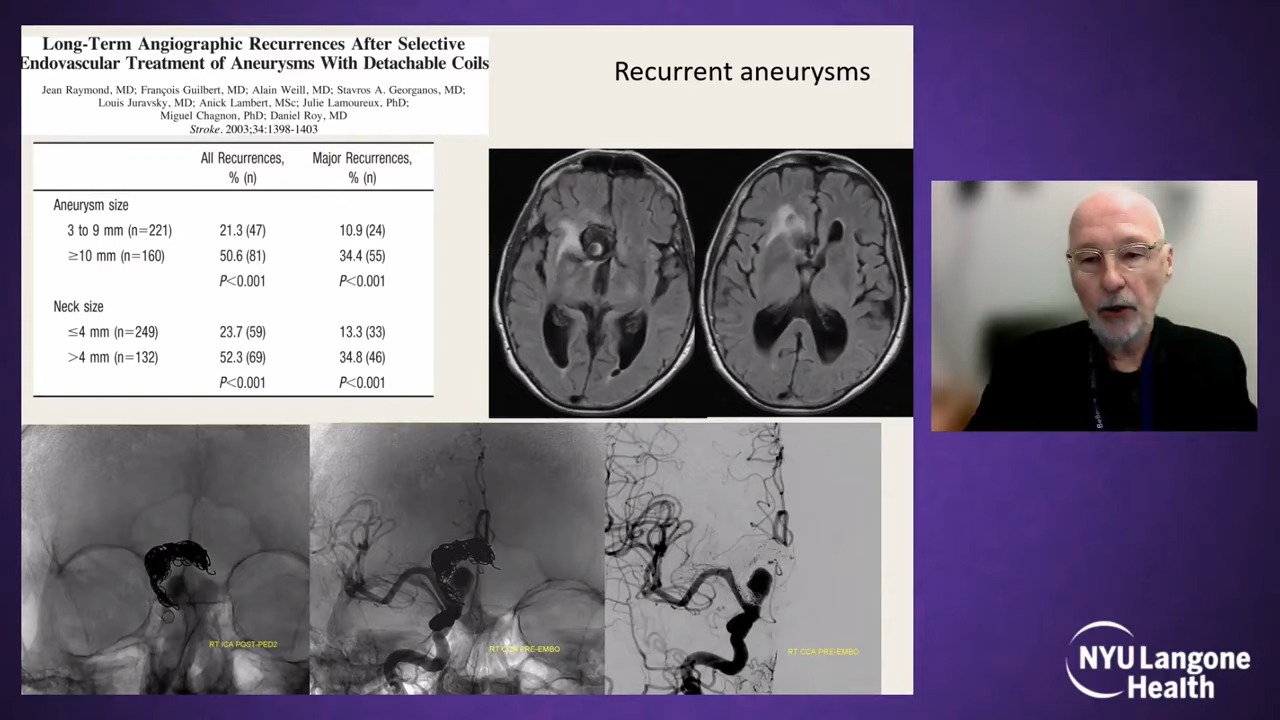 Long-Term Angiographic Recurrences After Selective
Endovascular Treatment of Aneurysms With Detachable Coils
Jean Raymond, MD; François Guilbert, MD; Alain Weill, MD; Stavros A. Georganos, MD;
Louis Juravsky, MD; Anick Lambert, MSc; Julie Lamoureux, PhD;
Miguel Chagnon, PhD; Daniel Roy, MD
Stroke. 2003;34:1398-1403
Recurrent aneurysms
All Recurrences, Major Recurrences,
% (n) % (n)
Aneurysm size
3 to 9 mm (n=221) 21.3 (47) 10.9 (24)
≥10 mm (n=160) 50.6 (81) 34.4 (55)
P<0.001 P<0.001
Neck size
≤4 mm (n=249) 23.7 (59) 13.3 (33)
>4 mm (n=132) 52.3 (69) 34.8 (46)
P<0.001 P<0.001
RT ICA POST-PED2
RT CCA PRE-EMBO
RT CCA PRE-EMBO
NYU Langone
Health